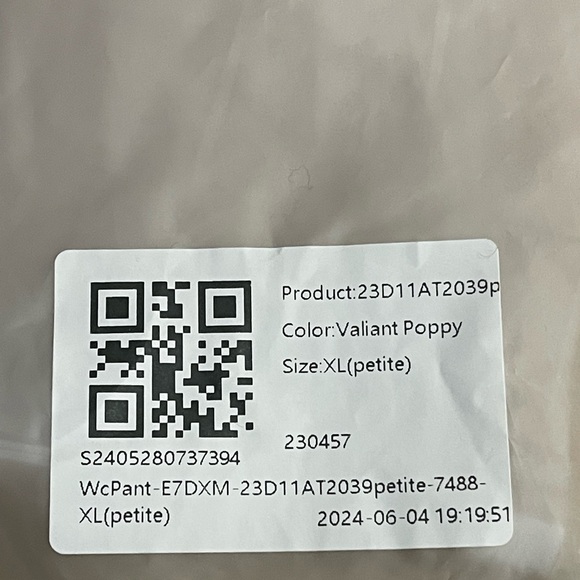 Product:23D11AT2039p
Color:Valiant Poppy
Size:XL(petite)
230457
S2405280737394
WcPant-E7DXM-23D11AT2039petite-7488-
XL(petite)
2024-06-04 19:19:51